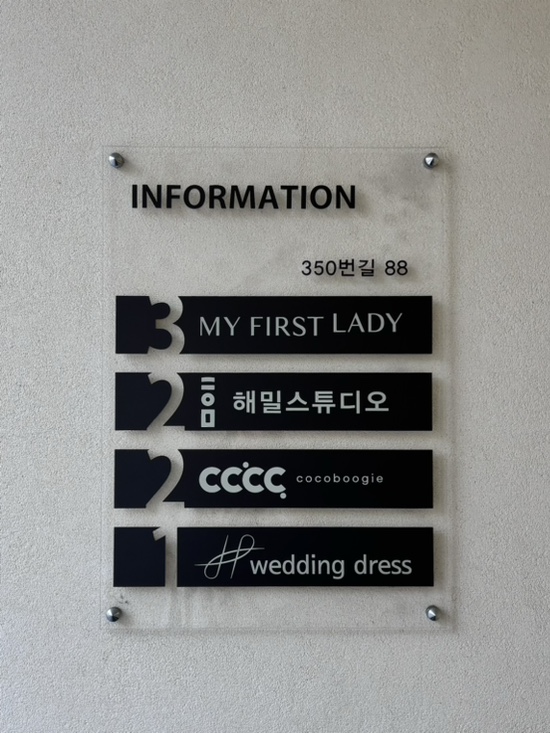 INFORMATION
350번길 88
3 MY FIRST LADY
2 해밀스튜디오
2 cccc cocoboogie
1 H wedding dress